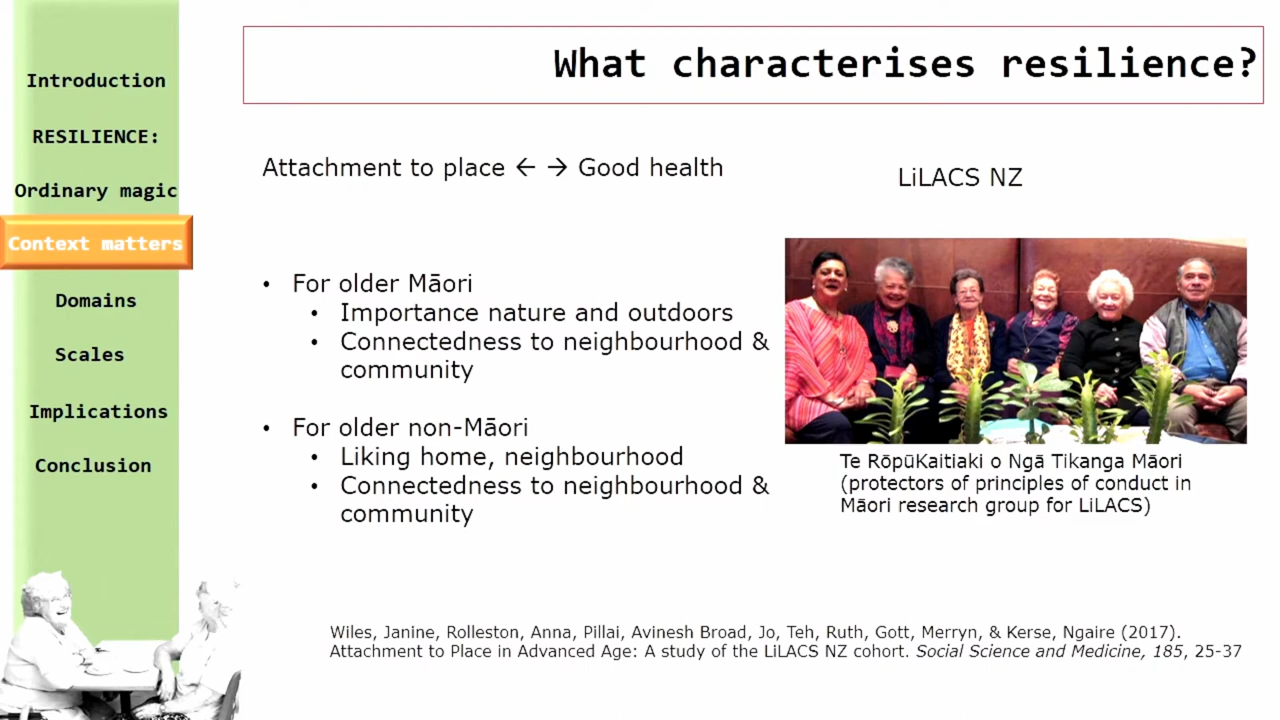 What characterises resilience?
Introduction
RESILIENCE:
Ordinary magic
Context matters
Domains
Scales
Implications
Conclusion
Attachment to place ← → Good health
• For older Māori
• Importance nature and outdoors
• Connectedness to neighbourhood &
community
• For older non-Māori
• Liking home, neighbourhood
• Connectedness to neighbourhood &
community
LiLACS NZ
Te RōpūKaitiaki o Ngā Tikanga Māori
(protectors of principles of conduct in
Māori research group for LiLACS)
Wiles, Janine, Rolleston, Anna, Pillai, Avinesh Broad, Jo, Teh, Ruth, Gott, Merryn, & Kerse, Ngaire (2017).
Attachment to Place in Advanced Age: A study of the LiLACS NZ cohort. Social Science and Medicine, 185, 25-37